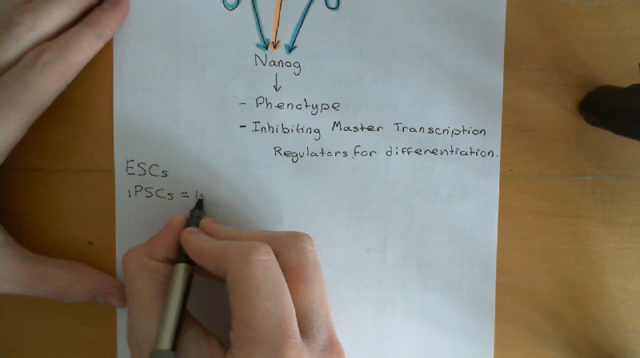 Nanog
- Phenotype
- Inhibiting Master Transcription
Regulators for differentiation.
ESCs
iPSCs =